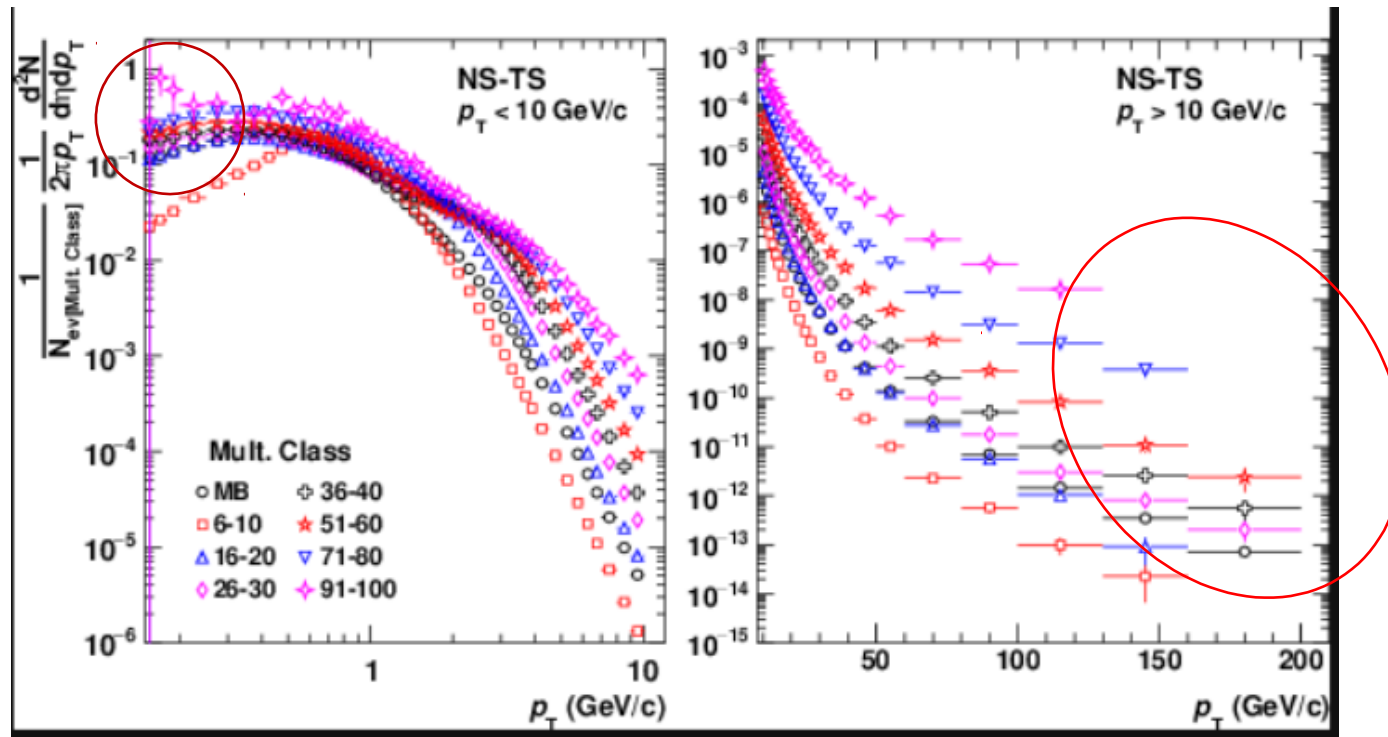 1 / N_ev[Mult. Class] 1 / 2πp_T d²N / dηdp_T
NS-TS
p_T < 10 GeV/c
1
10⁻¹
10⁻²
10⁻³
10⁻⁴
10⁻⁵
10⁻⁶
Mult. Class
MB 36-40
6-10 51-60
16-20 71-80
26-30 91-100
1 10
p_T (GeV/c)
NS-TS
p_T > 10 GeV/c
10⁻³
10⁻⁴
10⁻⁵
10⁻⁶
10⁻⁷
10⁻⁸
10⁻⁹
10⁻¹⁰
10⁻¹¹
10⁻¹²
10⁻¹³
10⁻¹⁴
10⁻¹⁵
50 100 150 200
p_T (GeV/c)